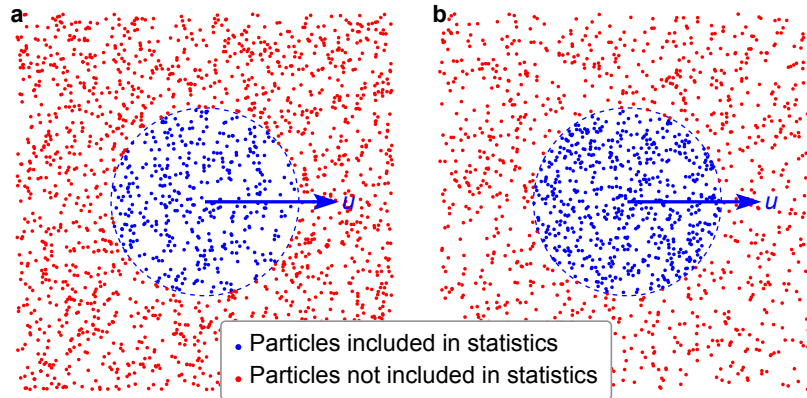 a
b
u
u
Particles included in statistics
Particles not included in statistics